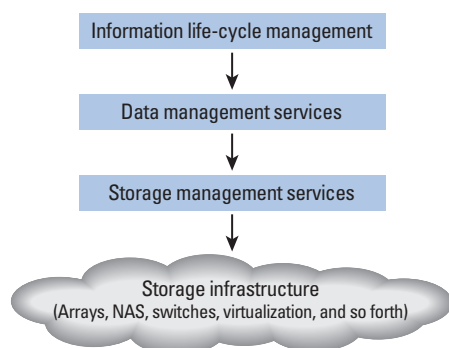 Information life-cycle management
Data management services
Storage management services
Storage infrastructure
(Arrays, NAS, switches, virtualization, and so forth)